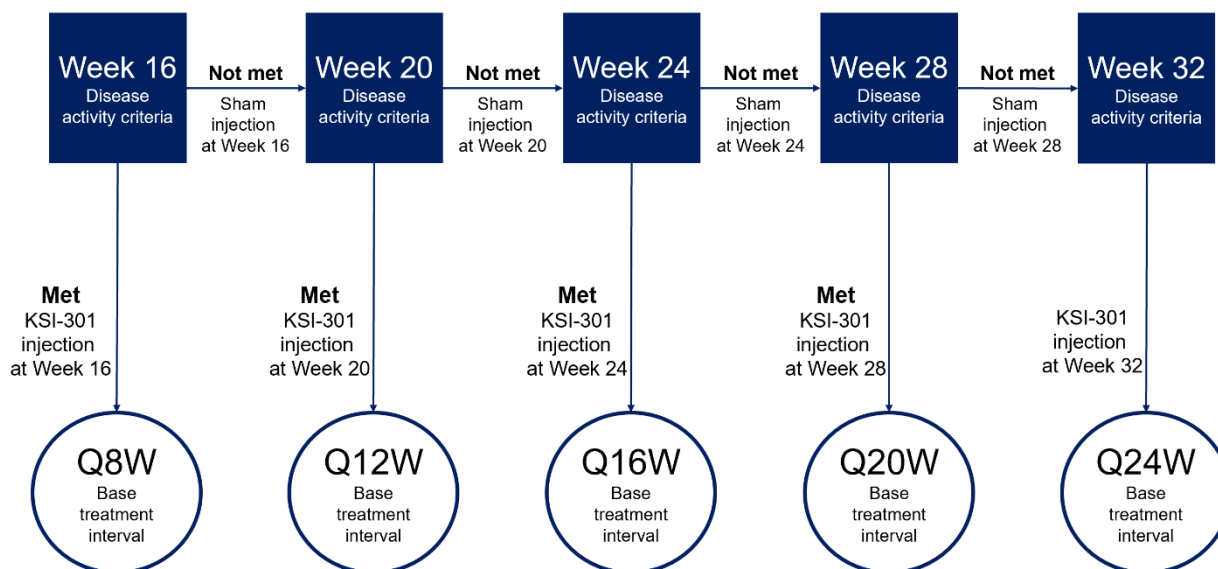 Week 16
Disease
activity criteria
Not met
Sham
injection
at Week 16
Week 20
Disease
activity criteria
Not met
Sham
injection
at Week 20
Week 24
Disease
activity criteria
Not met
Sham
injection
at Week 24
Week 28
Disease
activity criteria
Not met
Sham
injection
at Week 28
Week 32
Disease
activity criteria
Met
KSI-301
injection
at Week 16
Met
KSI-301
injection
at Week 20
Met
KSI-301
injection
at Week 24
Met
KSI-301
injection
at Week 28
KSI-301
injection
at Week 32
Q8W
Base
treatment
interval
Q12W
Base
treatment
interval
Q16W
Base
treatment
interval
Q20W
Base
treatment
interval
Q24W
Base
treatment
interval